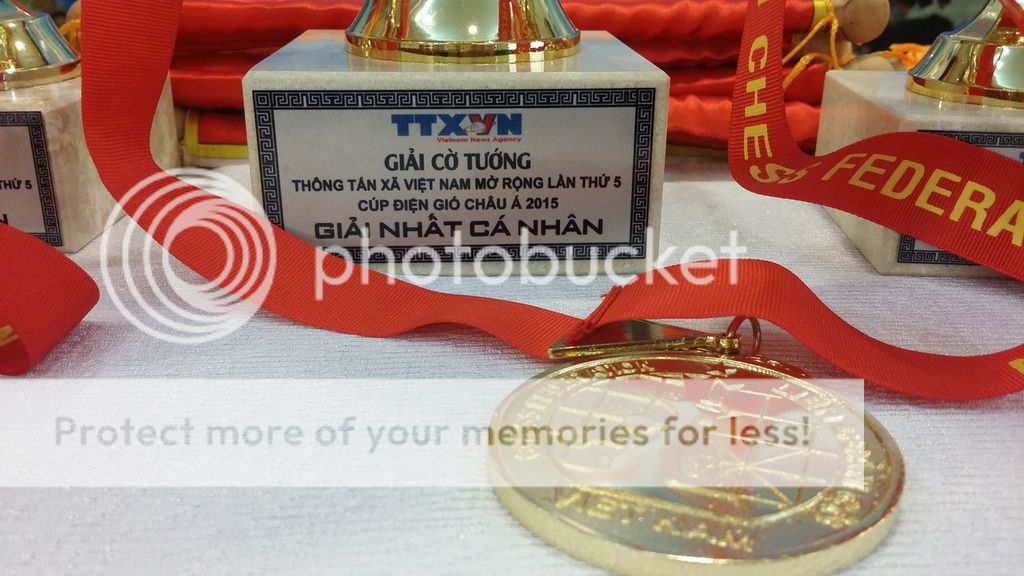 TTXVN
Vietnam News Agency
GIẢI CỜ TƯỚNG
THÔNG TẤN XÃ VIỆT NAM MỞ RỘNG LẦN THỨ 5
CÚP ĐIỆN GIÓ CHÂU Á 2015
GIẢI NHẤT CÁ NHÂN
THỨ 5
CHESS FEDERA
photobucket
Protect more of your memories for less!
VIET NAM